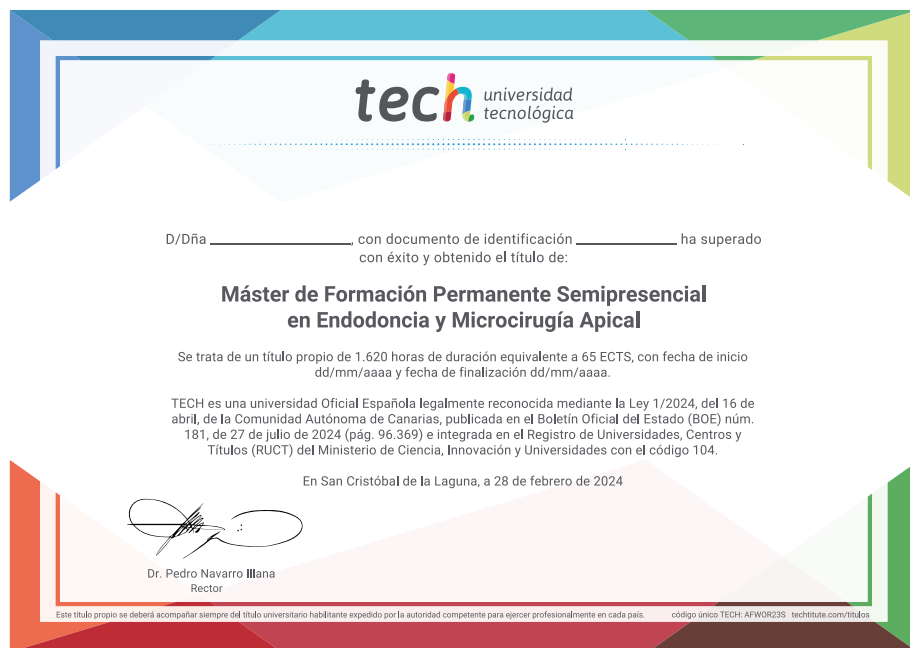 tech universidad
tecnológica
D/Dña ____________________, con documento de identificación ______________ ha superado
con éxito y obtenido el título de:
Máster de Formación Permanente Semipresencial
en Endodoncia y Microcirugía Apical
Se trata de un título propio de 1.620 horas de duración equivalente a 65 ECTS, con fecha de inicio
dd/mm/aaaa y fecha de finalización dd/mm/aaaa.
TECH es una universidad Oficial Española legalmente reconocida mediante la Ley 1/2024, del 16 de
abril, de la Comunidad Autónoma de Canarias, publicada en el Boletín Oficial del Estado (BOE) núm.
181, de 27 de julio de 2024 (pág. 96.369) e integrada en el Registro de Universidades, Centros y
Títulos (RUCT) del Ministerio de Ciencia, Innovación y Universidades con el código 104.
En San Cristóbal de la Laguna, a 28 de febrero de 2024
Dr. Pedro Navarro Illana
Rector
Este título propio se deberá acompañar siempre del título universitario habilitante expedido por la autoridad competente para ejercer profesionalmente en cada país. código único TECH: AFWOR23S techtitute.com/titulos